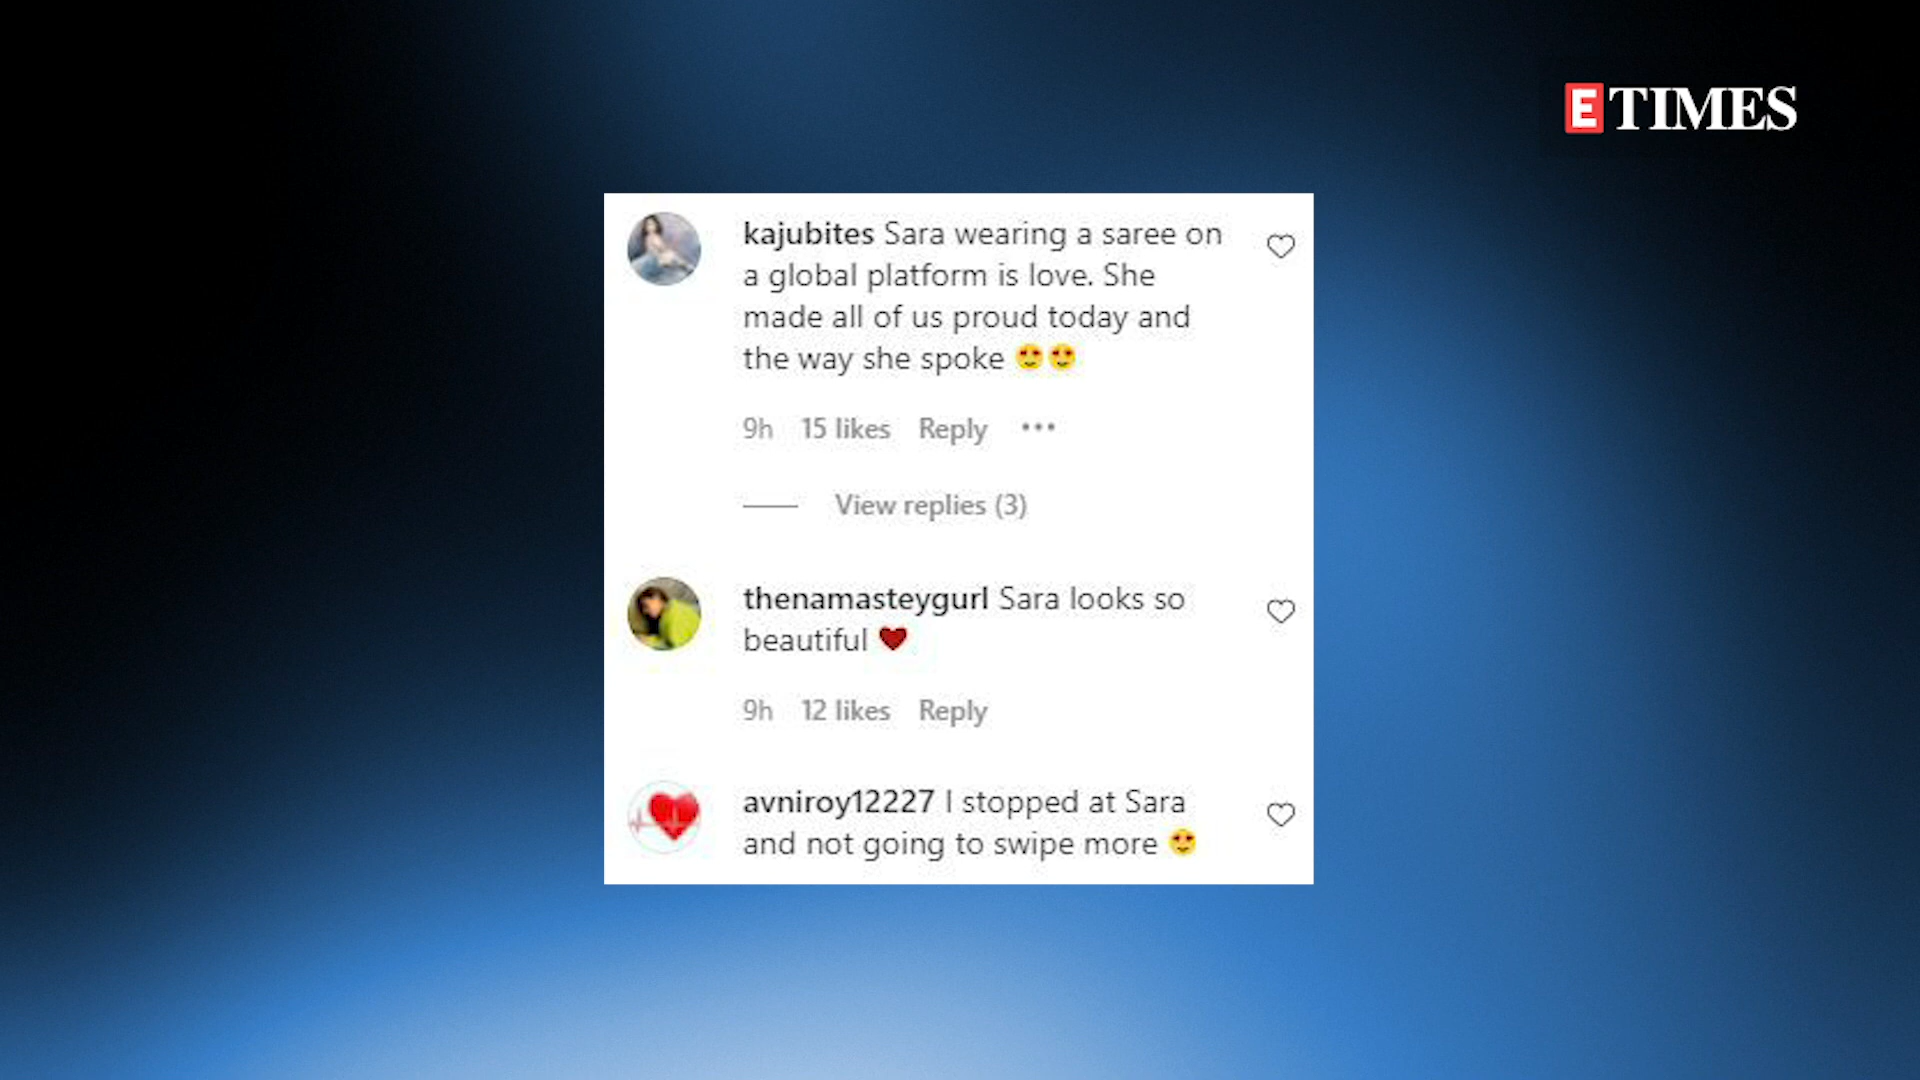 ETIMES
kajubites Sara wearing a saree on
a global platform is love. She
made all of us proud today and
the way she spoke 😍😍
9h 15 likes Reply •••
View replies (3)
thenamasteygurl Sara looks so
beautiful ❤
9h 12 likes Reply
avniroy12227 I stopped at Sara
and not going to swipe more 😍